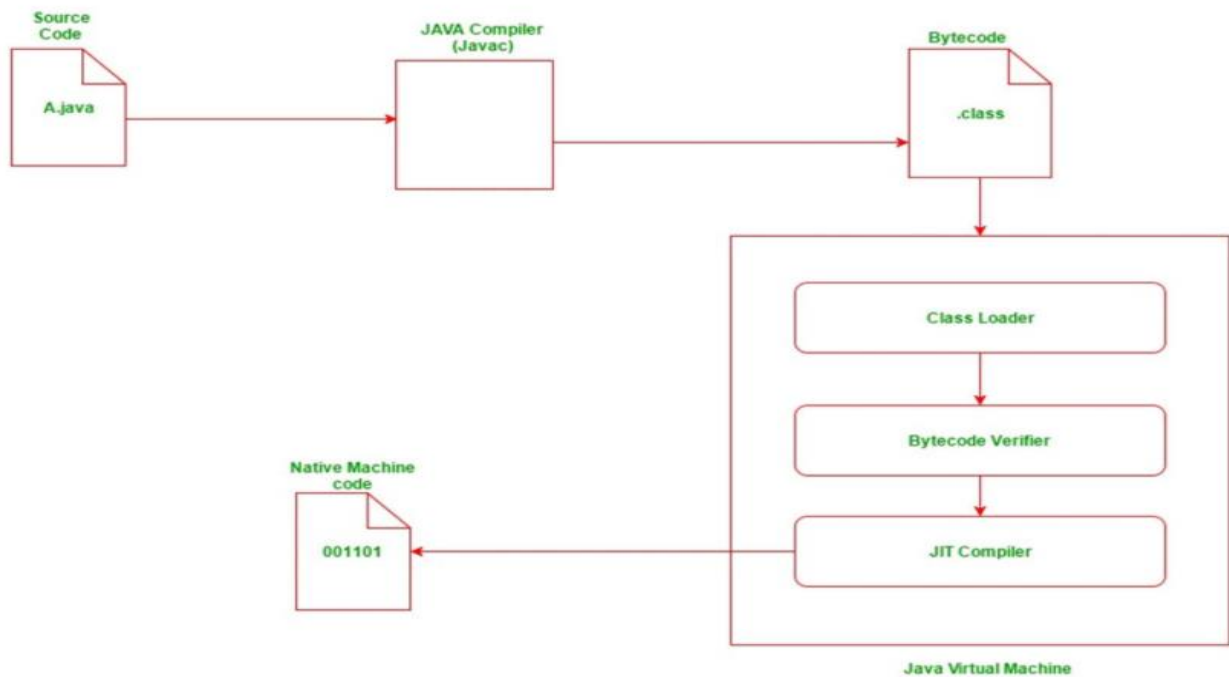 Source
Code
A.java
JAVA Compiler
(Javac)
Bytecode
.class
Class Loader
Bytecode Verifier
JIT Compiler
Native Machine
code
001101
Java Virtual Machine